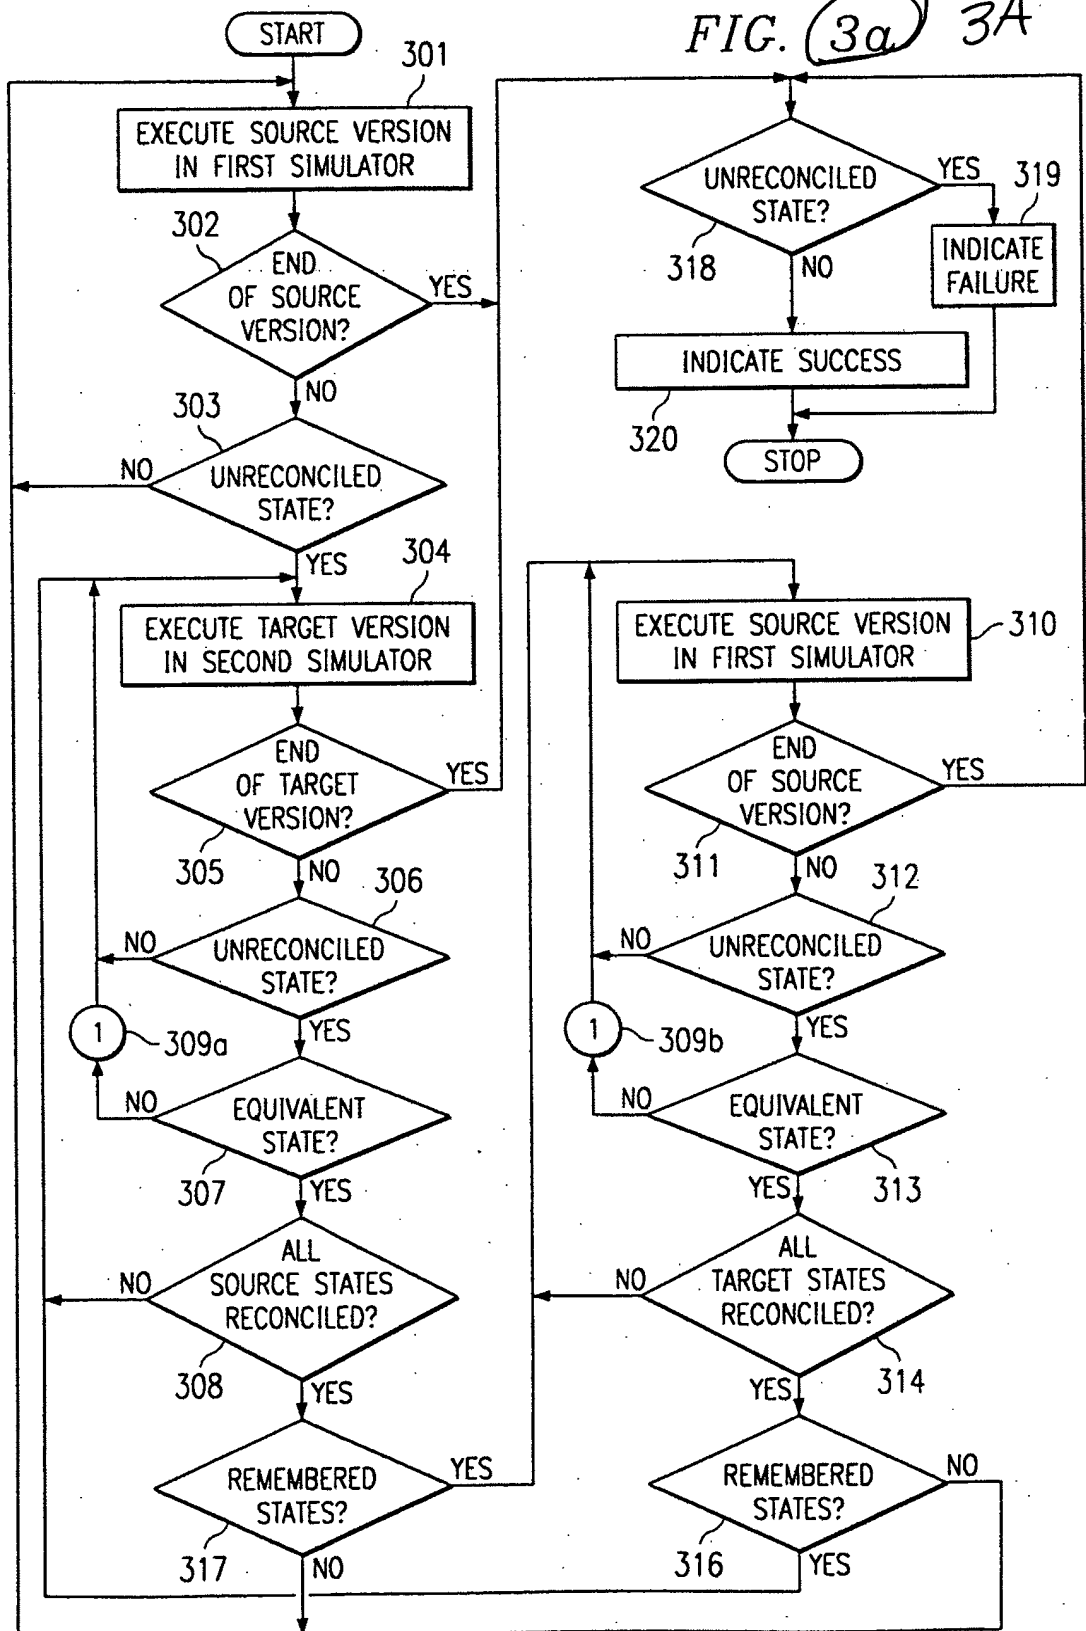 FIG. 3a 3A
START
301
EXECUTE SOURCE VERSION
IN FIRST SIMULATOR
302
END
OF SOURCE
VERSION?
YES
NO
303
UNRECONCILED
STATE?
NO
YES
304
EXECUTE TARGET VERSION
IN SECOND SIMULATOR
END
OF TARGET
VERSION?
YES
305
NO
306
UNRECONCILED
STATE?
NO
YES
1
309a
EQUIVALENT
STATE?
NO
307
YES
ALL
SOURCE STATES
RECONCILED?
NO
308
YES
REMEMBERED
STATES?
YES
317
NO
UNRECONCILED
STATE?
YES
318
NO
319
INDICATE
FAILURE
INDICATE SUCCESS
320
STOP
EXECUTE SOURCE VERSION
IN FIRST SIMULATOR
310
END
OF SOURCE
VERSION?
YES
311
NO
312
UNRECONCILED
STATE?
NO
YES
1
309b
EQUIVALENT
STATE?
NO
313
YES
ALL
TARGET STATES
RECONCILED?
NO
314
YES
REMEMBERED
STATES?
NO
316
YES